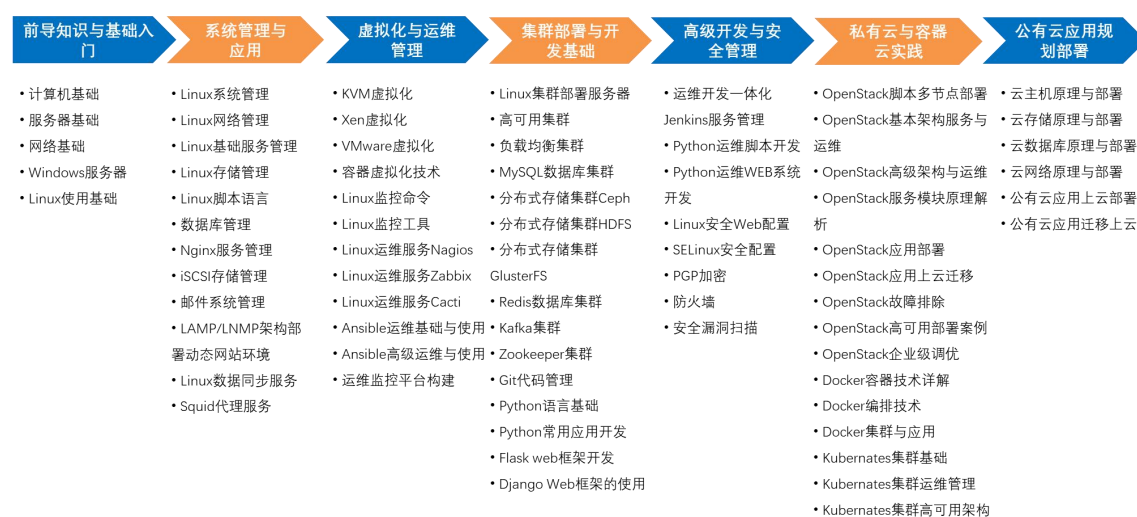 前导知识与基础入
门
系统管理与
应用
虚拟化与运维
管理
集群部署与开
发基础
高级开发与安
全管理
私有云与容器
云实践
公有云应用规
划部署
• 计算机基础
• 服务器基础
• 网络基础
• Windows服务器
• Linux使用基础
• Linux系统管理
• Linux网络管理
• Linux基础服务管理
• Linux存储管理
• Linux脚本语言
• 数据库管理
• Nginx服务管理
• iSCSI存储管理
• 邮件系统管理
• LAMP/LNMP架构部
署动态网站环境
• Linux数据同步服务
• Squid代理服务
• KVM虚拟化
• Xen虚拟化
• VMware虚拟化
• 容器虚拟化技术
• Linux监控命令
• Linux监控工具
• Linux运维服务Nagios
• Linux运维服务Zabbix
• Linux运维服务Cacti
• Ansible运维基础与使用
• Ansible高级运维与使用
• 运维监控平台构建
• Linux集群部署服务器
• 高可用集群
• 负载均衡集群
• MySQL数据库集群
• 分布式存储集群Ceph
• 分布式存储集群HDFS
• 分布式存储集群
GlusterFS
• Redis数据库集群
• Kafka集群
• Zookeeper集群
• Git代码管理
• Python语言基础
• Python常用应用开发
• Flask web框架开发
• Django Web框架的使用
• 运维开发一体化
Jenkins服务管理
• Python运维脚本开发
• Python运维WEB系统
开发
• Linux安全Web配置
• SELinux安全配置
• PGP加密
• 防火墙
• 安全漏洞扫描
• OpenStack脚本多节点部署
• OpenStack基本架构服务与
运维
• OpenStack高级架构与运维
• OpenStack服务模块原理解
析
• OpenStack应用部署
• OpenStack应用上云迁移
• OpenStack故障排除
• OpenStack高可用部署案例
• OpenStack企业级调优
• Docker容器技术详解
• Docker编排技术
• Docker集群与应用
• Kubernates集群基础
• Kubernates集群运维管理
• Kubernates集群高可用架构
• 云主机原理与部署
• 云存储原理与部署
• 云数据库原理与部署
• 云网络原理与部署
• 公有云应用上云部署
• 公有云应用迁移上云